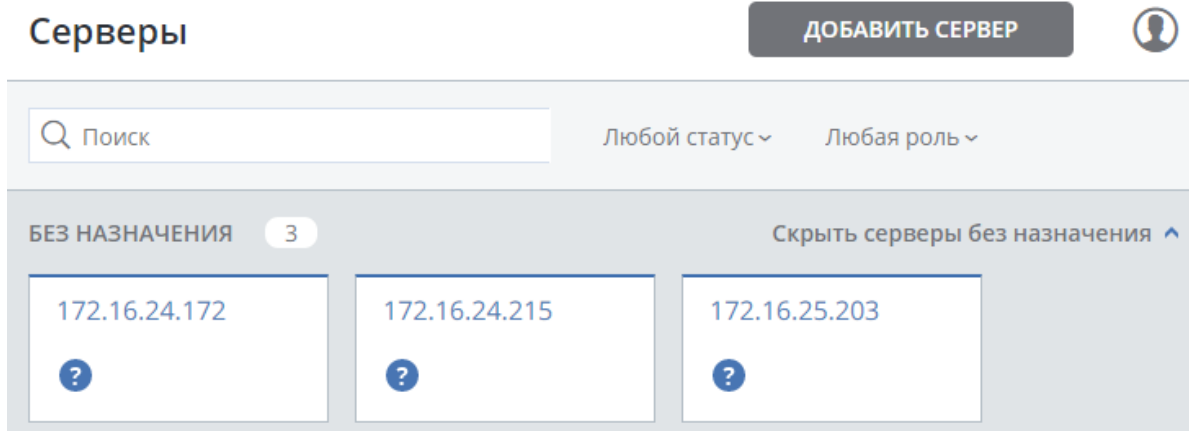 Серверы
ДОБАВИТЬ СЕРВЕР
Поиск
Любой статус
Любая роль
БЕЗ НАЗНАЧЕНИЯ 3
Скрыть серверы без назначения
172.16.24.172
172.16.24.215
172.16.25.203
?
?
?